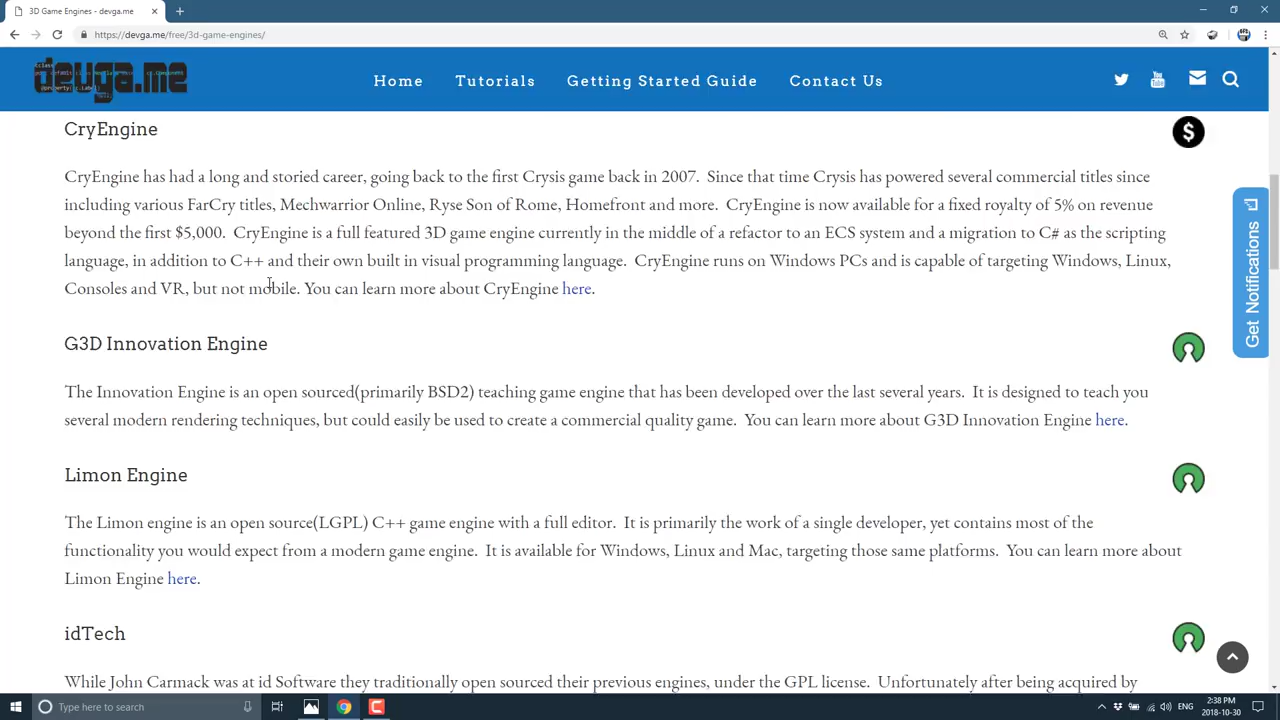 3D Game Engines - devga.me
https://devga.me/free/3d-game-engines/
devga.me
Home Tutorials Getting Started Guide Contact Us
CryEngine
CryEngine has had a long and storied career, going back to the first Crysis game back in 2007. Since that time Crysis has powered several commercial titles since
including various FarCry titles, Mechwarrior Online, Ryse Son of Rome, Homefront and more. CryEngine is now available for a fixed royalty of 5% on revenue
beyond the first $5,000. CryEngine is a full featured 3D game engine currently in the middle of a refactor to an ECS system and a migration to C# as the scripting
language, in addition to C++ and their own built in visual programming language. CryEngine runs on Windows PCs and is capable of targeting Windows, Linux,
Consoles and VR, but not mobile. You can learn more about CryEngine here.
Get Notifications
G3D Innovation Engine
The Innovation Engine is an open sourced(primarily BSD2) teaching game engine that has been developed over the last several years. It is designed to teach you
several modern rendering techniques, but could easily be used to create a commercial quality game. You can learn more about G3D Innovation Engine here.
Limon Engine
The Limon engine is an open source(LGPL) C++ game engine with a full editor. It is primarily the work of a single developer, yet contains most of the
functionality you would expect from a modern game engine. It is available for Windows, Linux and Mac, targeting those same platforms. You can learn more about
Limon Engine here.
idTech
While John Carmack was at id Software they traditionally open sourced their previous engines, under the GPL license. Unfortunately after being acquired by
Type here to search
ENG
2:38 PM
2018-10-30